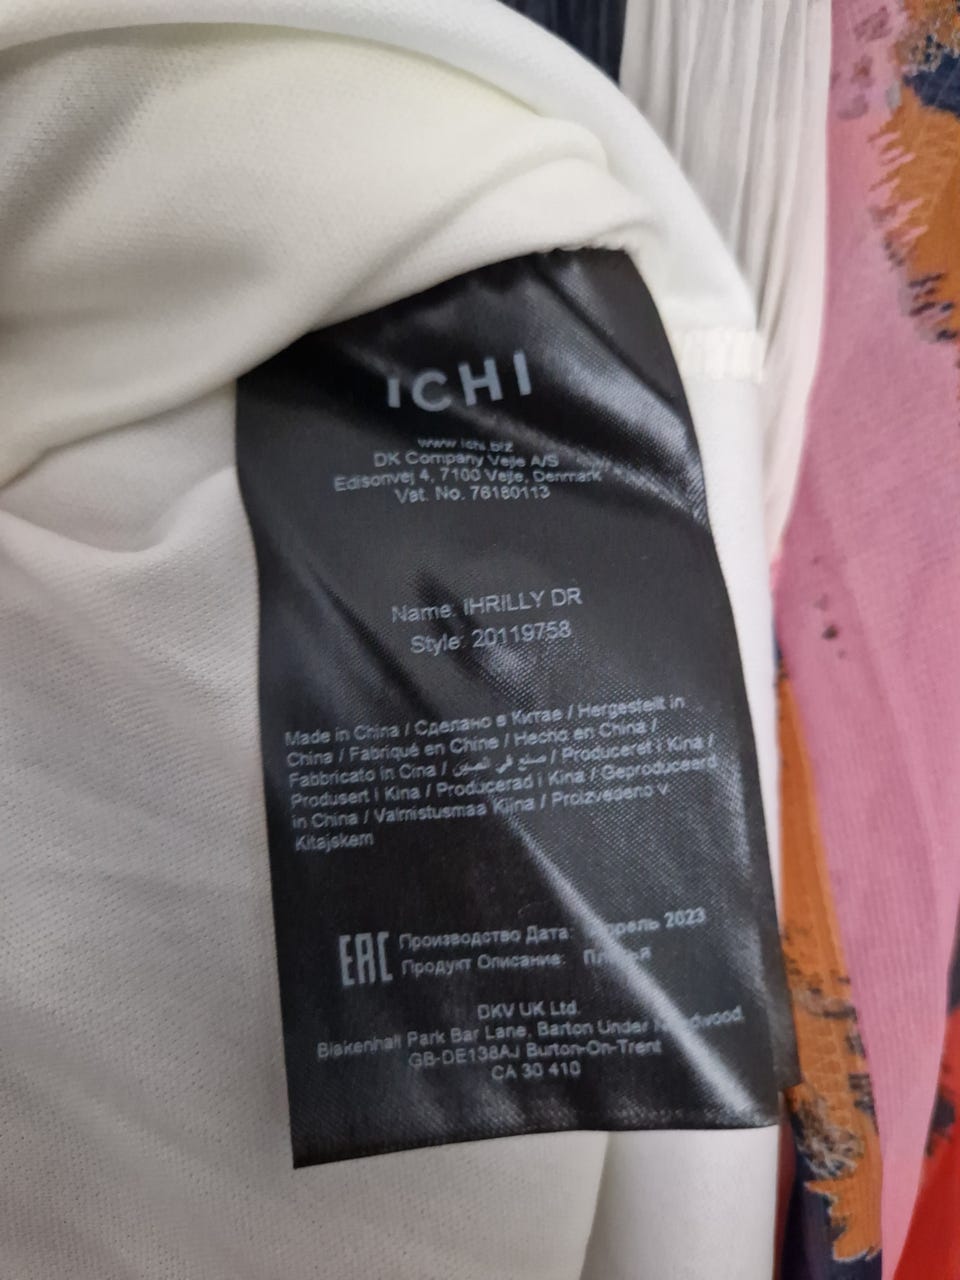 ICHI
www.ichi.biz
DK Company Vejle A/S
Edisonvej 4, 7100 Vejle, Denmark
Vat. No. 76180113
Name: IHRILLY DR
Style: 20119758
Made in China / Сделано в Китае / Hergestellt in
China / Fabriqué en Chine / Hecho en China /
Fabbricato in Cina / صنع في الصين / Produceret i Kina /
Produsert i Kina / Producerad i Kina / Geproduceerd
in China / Valmistusmaa Kiina / Proizvedeno v
Kitajskem
EAC Производство Дата: 2023
Продукт Описание:
DKV UK Ltd.
Blakenhall Park Bar Lane, Barton Under
GB-DE138AJ Burton-On-Trent
CA 30 410